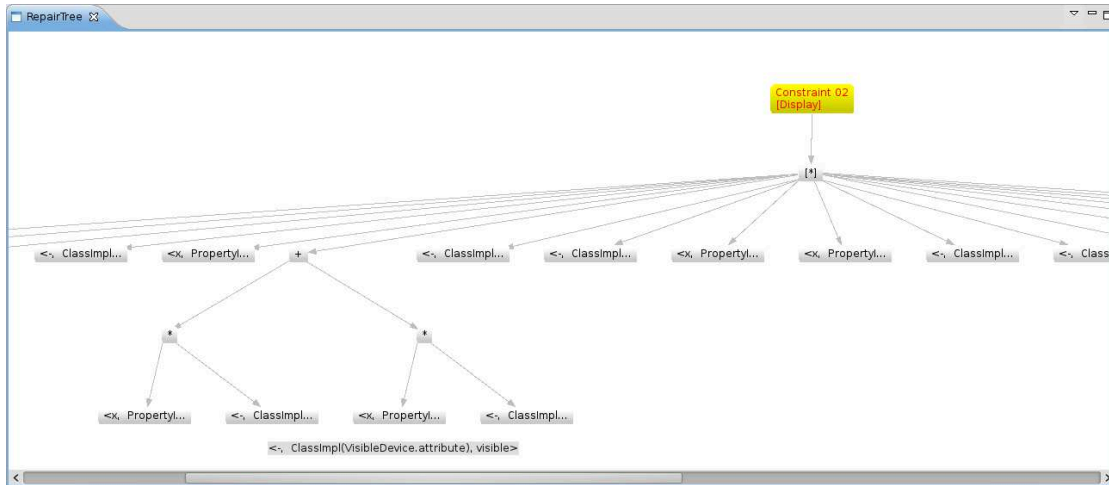 RepairTree
Constraint 02
[Display]
[*]
<-, ClassImpl...
<x, PropertyI...
+
<-, ClassImpl...
<-, ClassImpl...
<x, PropertyI...
<x, PropertyI...
<-, ClassImpl...
<-, Class
*
*
<x, PropertyI...
<-, ClassImpl...
<x, PropertyI...
<-, ClassImpl...
<-, ClassImpl(VisibleDevice.attribute), visible>